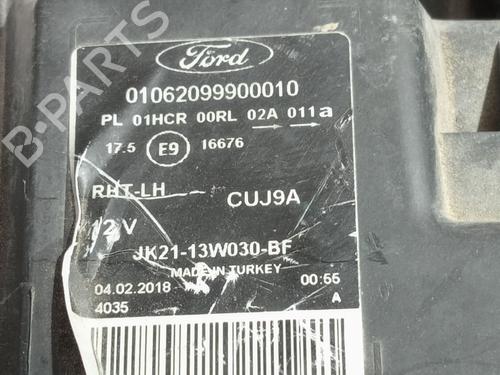 Ford
01062099900010
PL 01HCR 00RL 02A 011a
17.5 E9 16676
RHT-LH CUJ9A
12 V
JK21-13W030-BF
MADE IN TURKEY
04.02.2018 00:55
4035 A
B-PARTS